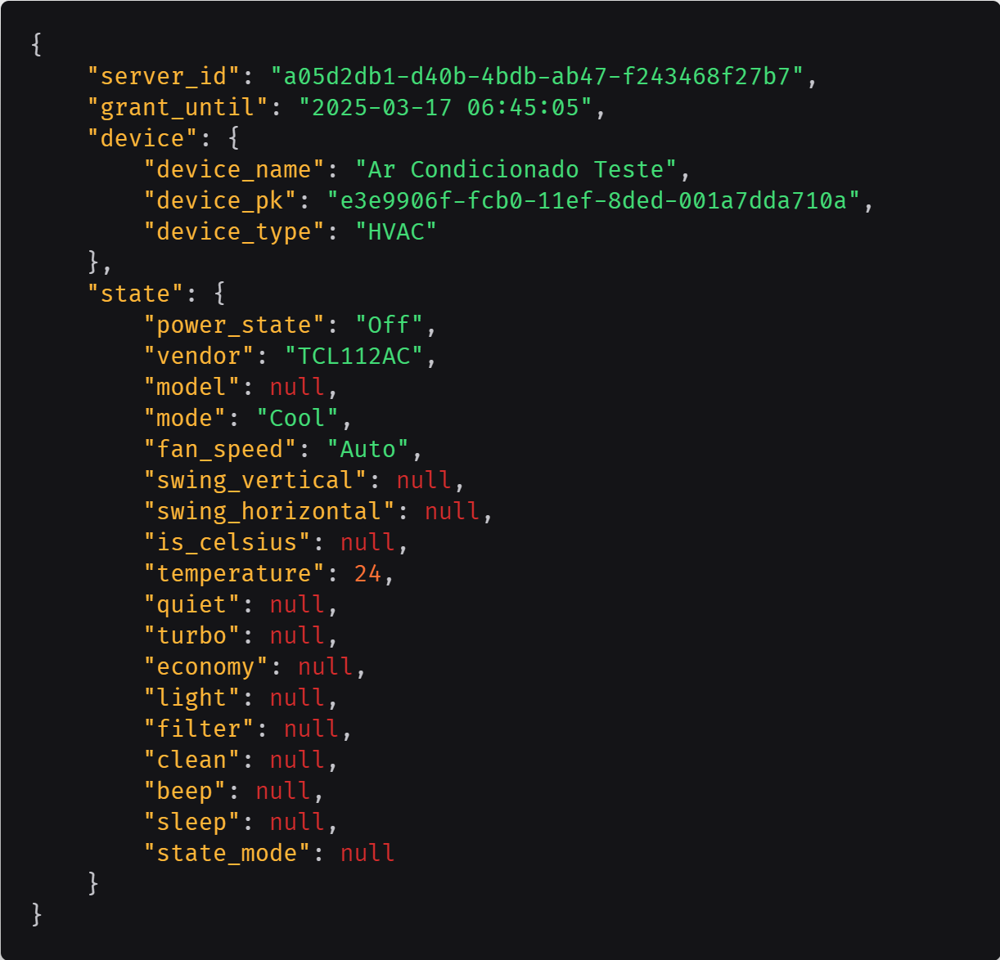 {
    "server_id": "a05d2db1-d40b-4bdb-ab47-f243468f27b7",
    "grant_until": "2025-03-17 06:45:05",
    "device": {
        "device_name": "Ar Condicionado Teste",
        "device_pk": "e3e9906f-fcb0-11ef-8ded-001a7dda710a",
        "device_type": "HVAC"
    },
    "state": {
        "power_state": "Off",
        "vendor": "TCL112AC",
        "model": null,
        "mode": "Cool",
        "fan_speed": "Auto",
        "swing_vertical": null,
        "swing_horizontal": null,
        "is_celsius": null,
        "temperature": 24,
        "quiet": null,
        "turbo": null,
        "economy": null,
        "light": null,
        "filter": null,
        "clean": null,
        "beep": null,
        "sleep": null,
        "state_mode": null
    }
}